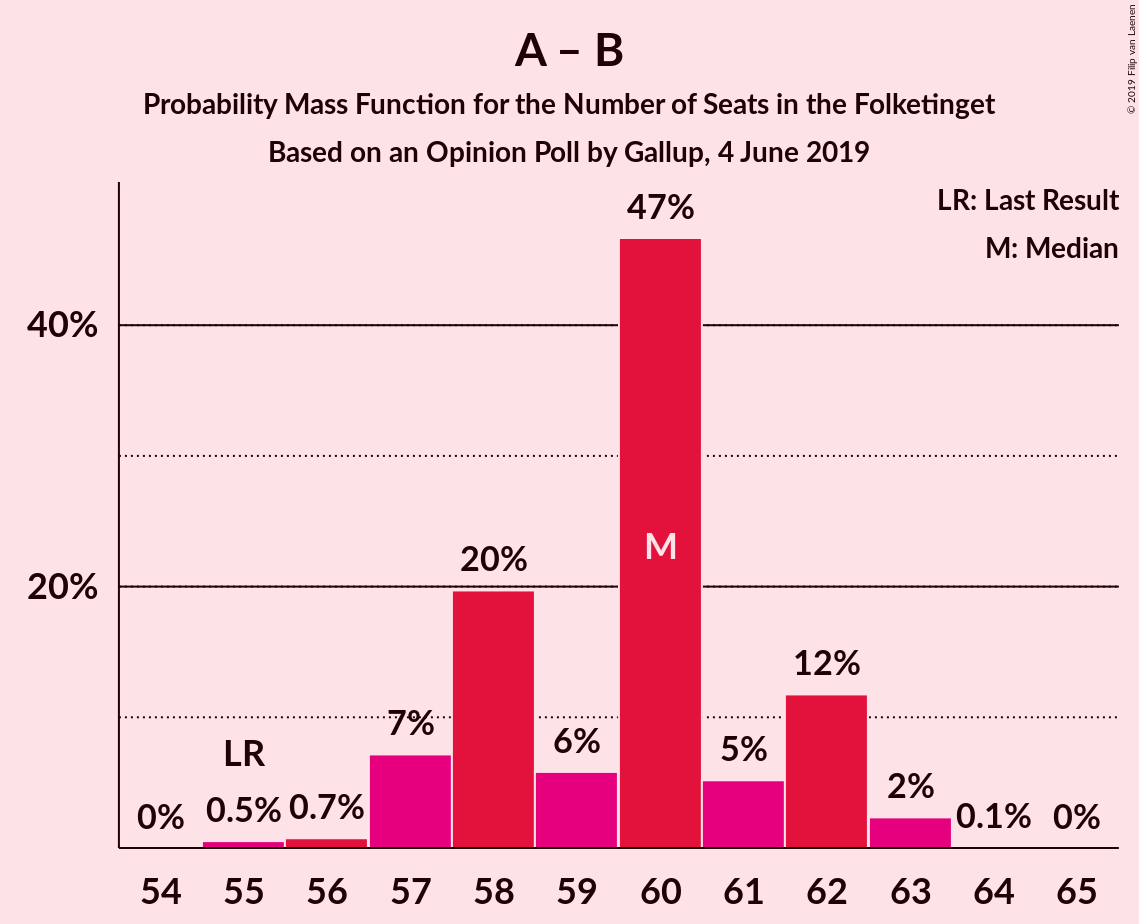 A – B
Probability Mass Function for the Number of Seats in the Folketinget
Based on an Opinion Poll by Gallup, 4 June 2019
© 2019 Filip van Laenen
LR: Last Result
M: Median
47%
40%
M
20%
20%
12%
7%
6%
5%
LR
2%
0%
0.5%
0.7%
0.1%
0%
54 55 56 57 58 59 60 61 62 63 64 65